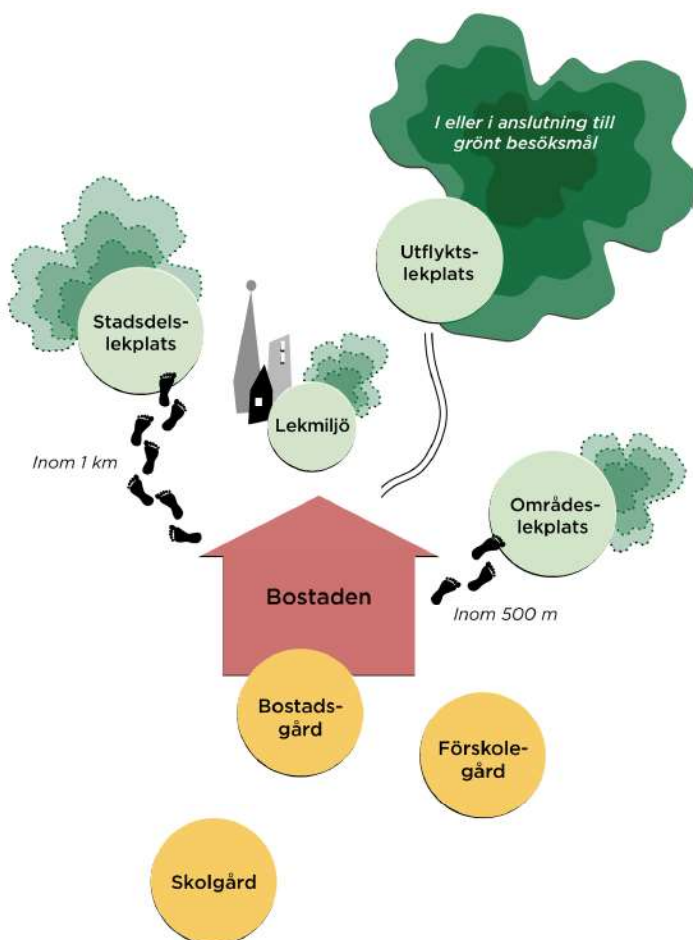 I eller i anslutning till
grönt besöksmål
Utflykts-
lekplats
Stadsdels-
lekplats
Lekmiljö
Inom 1 km
Områdes-
lekplats
Bostaden
Inom 500 m
Bostads-
gård
Förskole-
gård
Skolgård